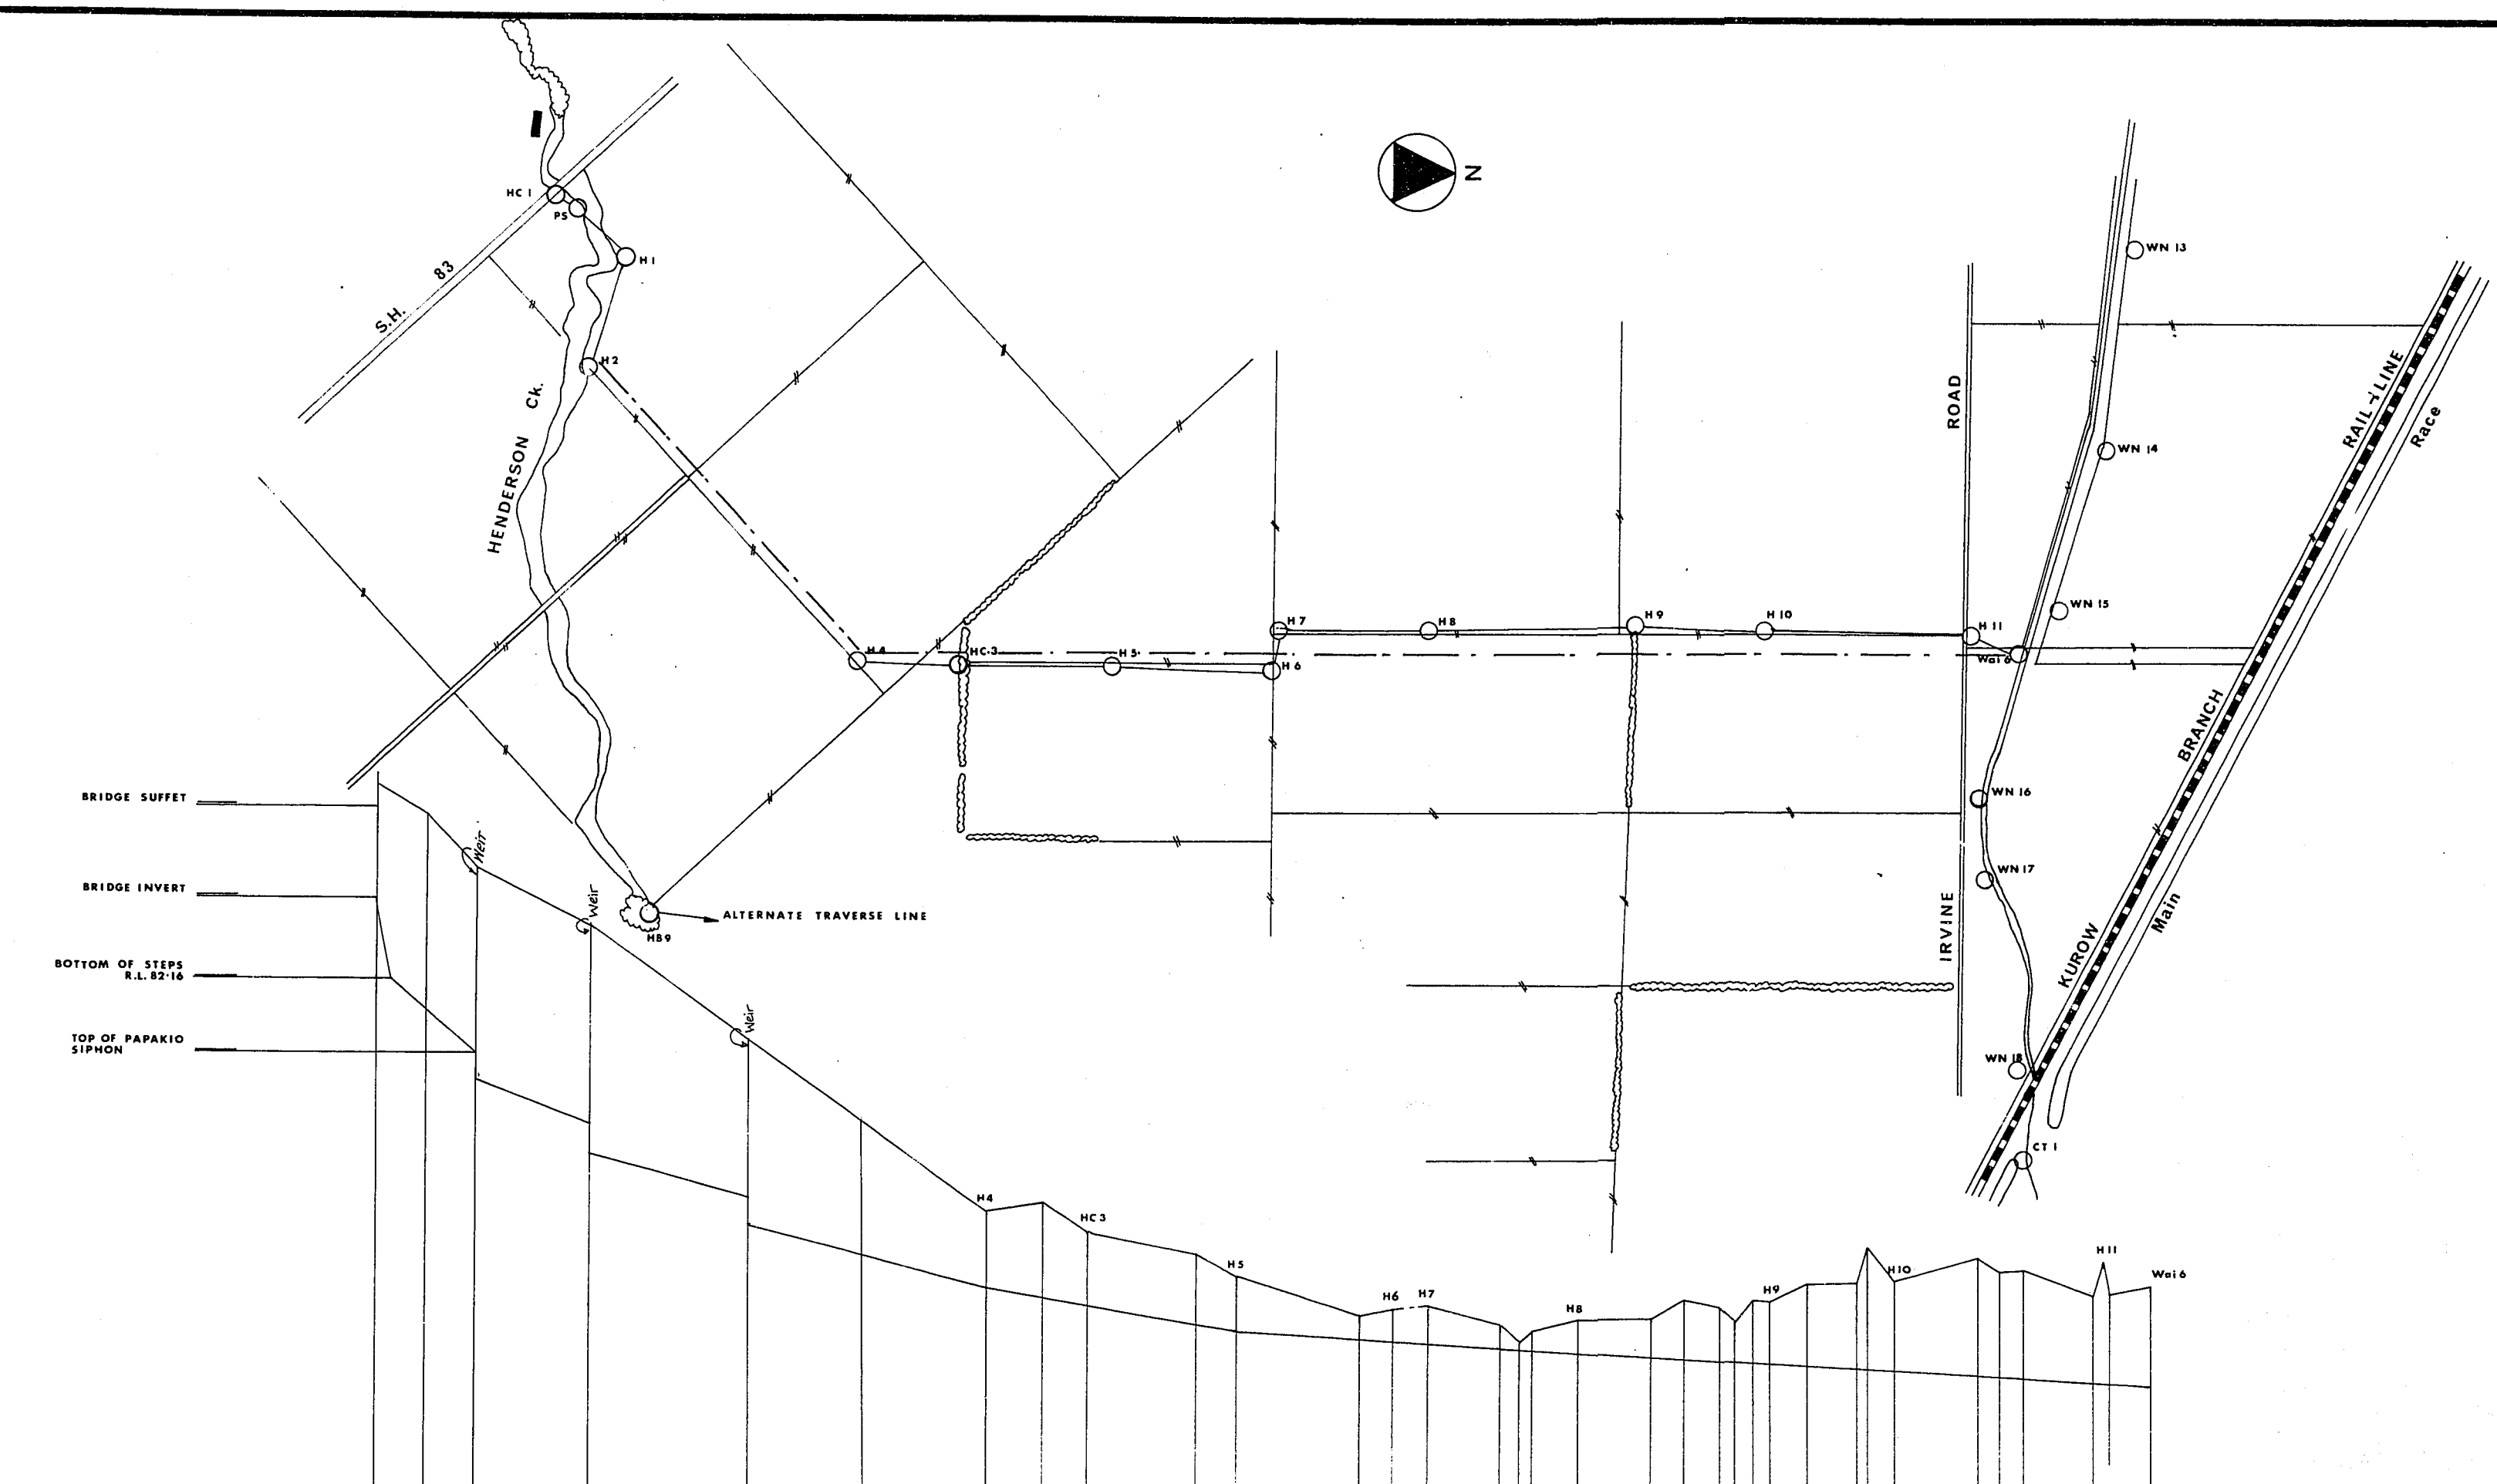 N
HC 1
PS
H 1
S.H. 83
H 2
HENDERSON Ck.
H 4
HC·3
H 5
H 6
H 7
H 8
H 9
H 10
ROAD
H 11
Wai 6
WN 13
WN 14
WN 15
RAIL LINE
Race
BRANCH
WN 16
WN 17
IRVINE
KUROW
Main
WN 18
CT 1
HB9
ALTERNATE TRAVERSE LINE
BRIDGE SUFFET
BRIDGE INVERT
BOTTOM OF STEPS
R.L. 82·16
TOP OF PAPAKIO
SIPHON
Weir
Weir
Weir
H4
HC 3
H5
H6
H7
H8
H9
H10
H11
Wai 6